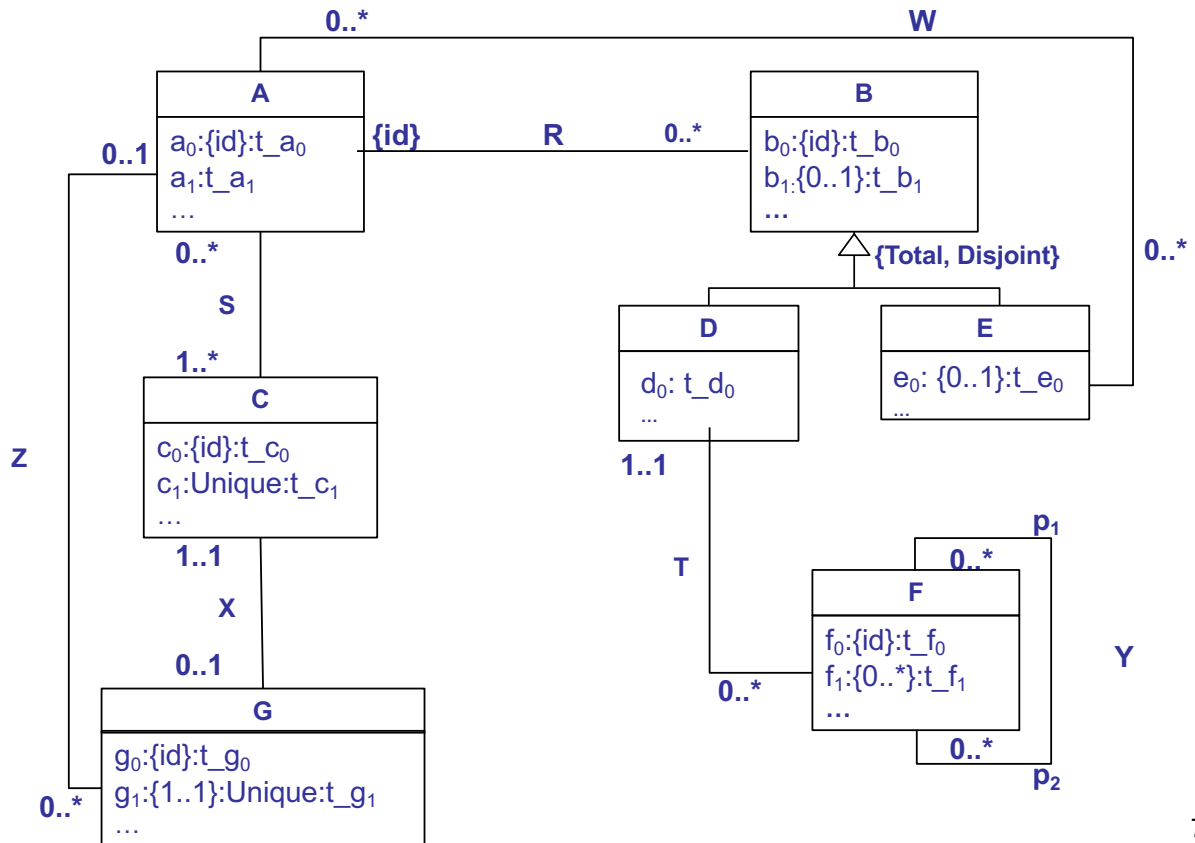 0..* W
A
a₀:{id}:t_a₀
a₁:t_a₁
...
{id} R 0..*
B
b₀:{id}:t_b₀
b₁:{0..1}:t_b₁
...
0..1
0..*
{Total, Disjoint}
0..*
S
1..*
D
d₀: t_d₀
...
E
e₀: {0..1}:t_e₀
...
C
c₀:{id}:t_c₀
c₁:Unique:t_c₁
...
Z
1..1
1..1
X
T
p₁
0..*
F
f₀:{id}:t_f₀
f₁:{0..*}:t_f₁
...
Y
0..1
0..*
0..*
p₂
G
g₀:{id}:t_g₀
g₁:{1..1}:Unique:t_g₁
...
0..*